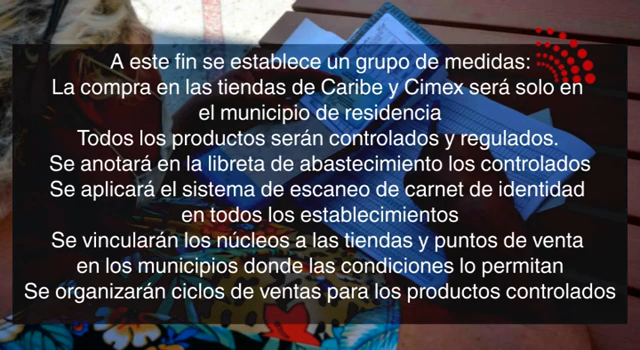 A este fin se establece un grupo de medidas:
La compra en las tiendas de Caribe y Cimex será solo en
el municipio de residencia
Todos los productos serán controlados y regulados.
Se anotará en la libreta de abastecimiento los controlados
Se aplicará el sistema de escaneo de carnet de identidad
en todos los establecimientos
Se vincularán los núcleos a las tiendas y puntos de venta
en los municipios donde las condiciones lo permitan
Se organizarán ciclos de ventas para los productos controlados